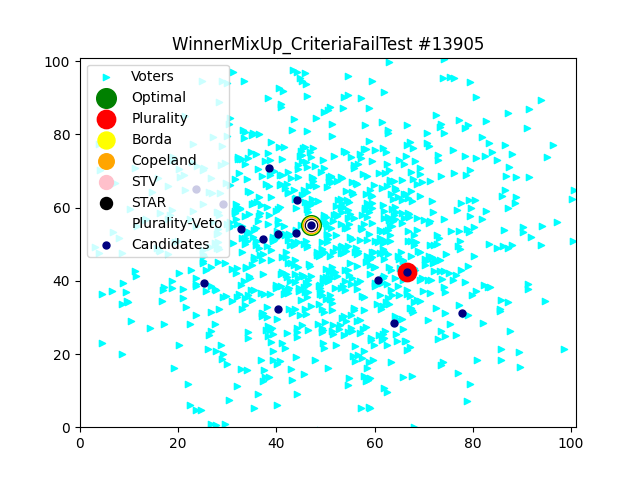 WinnerMixUp_CriteriaFailTest #13905
100
80
60
40
20
0
Voters
Optimal
Plurality
Borda
Copeland
STV
STAR
Plurality-Veto
Candidates
0 20 40 60 80 100